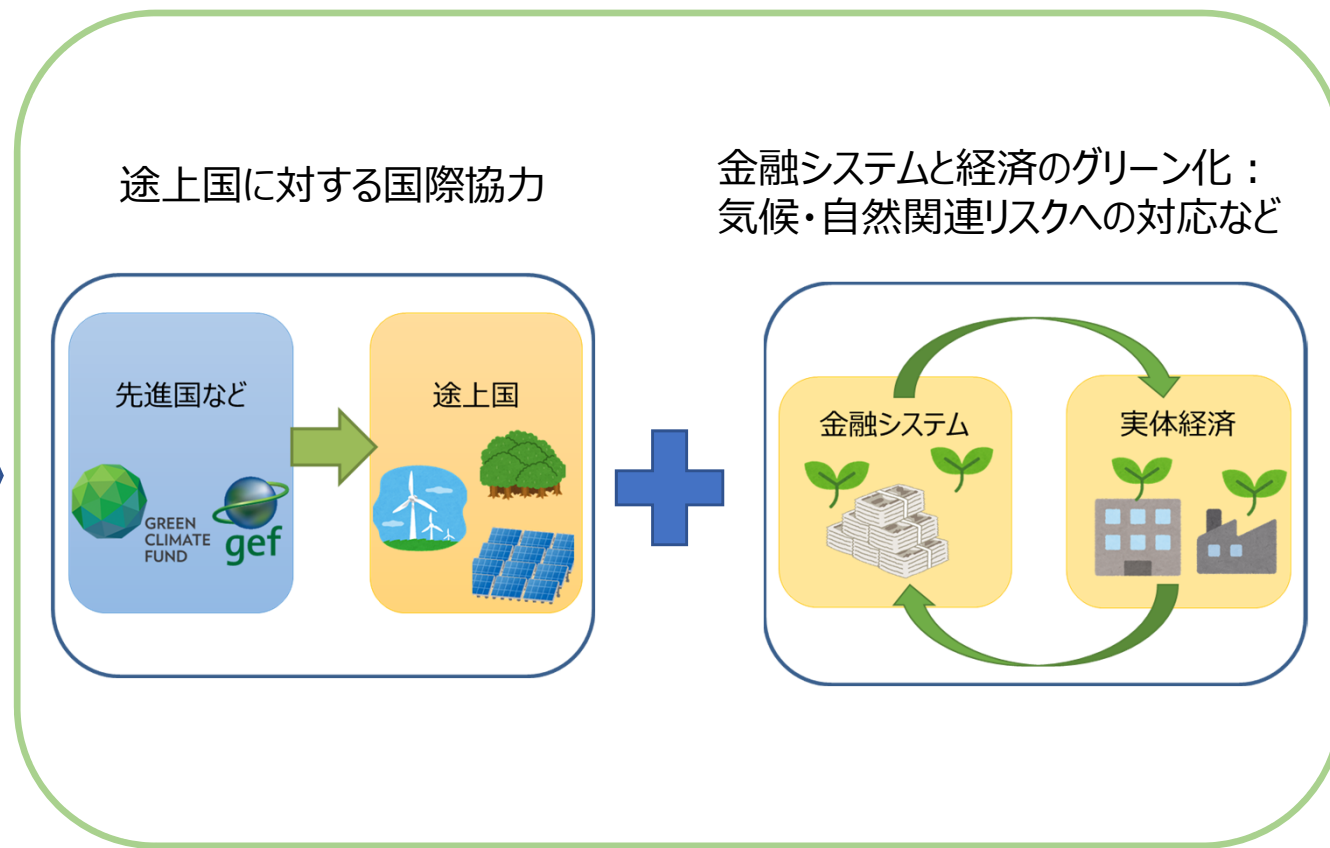 途上国に対する国際協力
金融システムと経済のグリーン化：
気候・自然関連リスクへの対応など
先進国など
途上国
GREEN
CLIMATE
FUND
gef
金融システム
実体経済